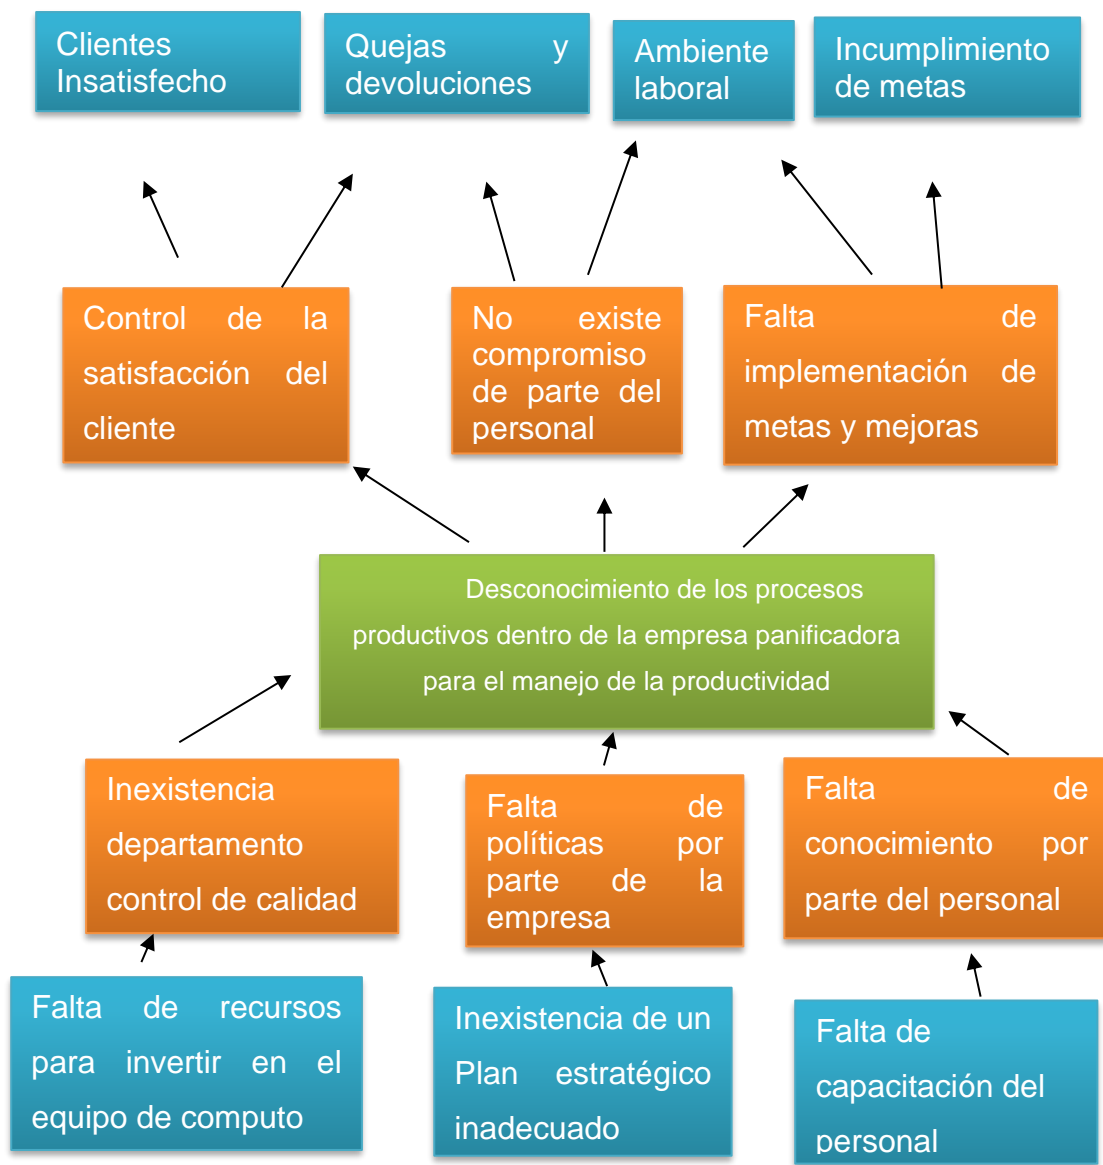 Clientes
Insatisfecho
Quejas y
devoluciones
Ambiente
laboral
Incumplimiento
de metas
Control de la
satisfacción del
cliente
No existe
compromiso
de parte del
personal
Falta de
implementación de
metas y mejoras
Desconocimiento de los procesos
productivos dentro de la empresa panificadora
para el manejo de la productividad
Inexistencia
departamento
control de calidad
Falta de
políticas por
parte de la
empresa
Falta de
conocimiento por
parte del personal
Falta de recursos
para invertir en el
equipo de computo
Inexistencia de un
Plan estratégico
inadecuado
Falta de
capacitación del
personal